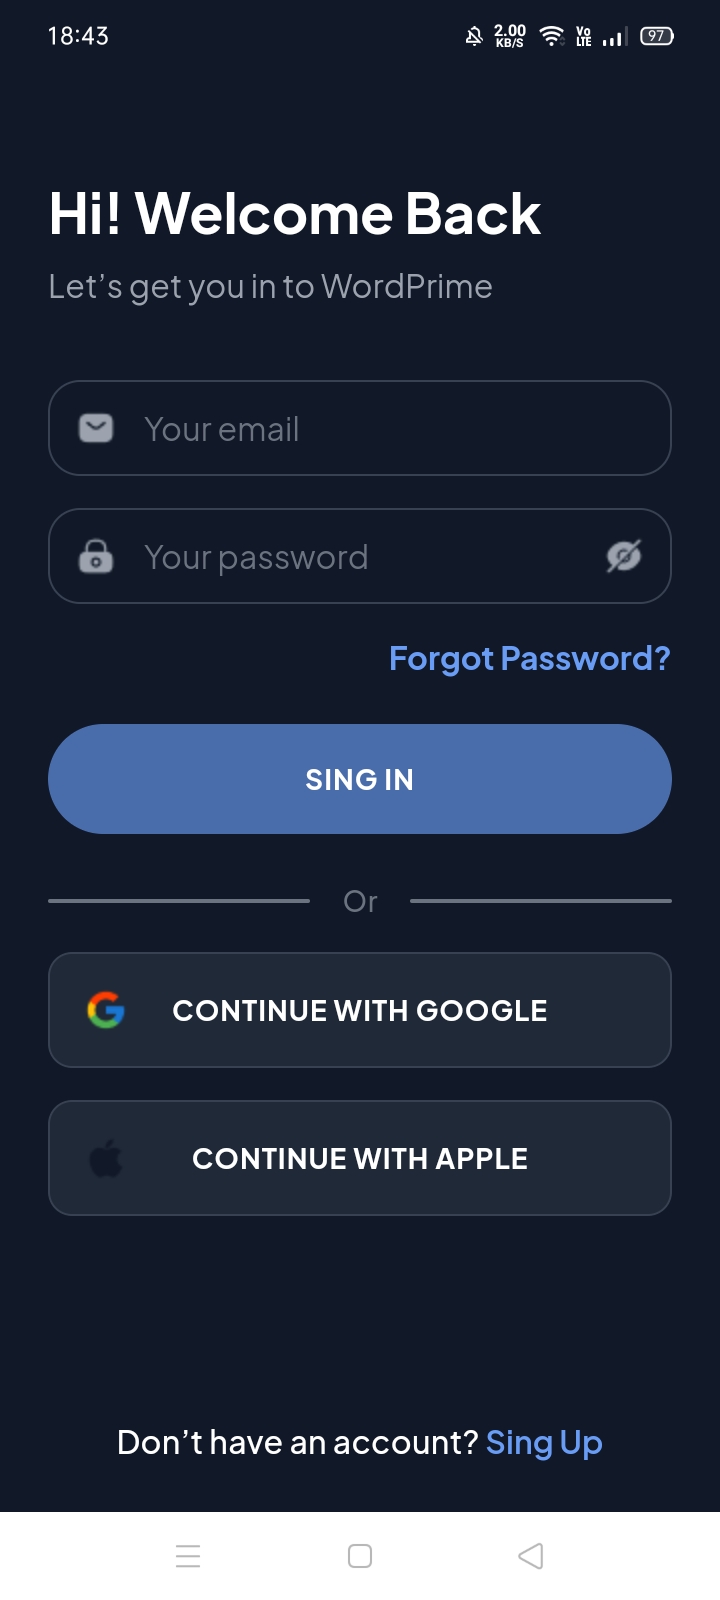 18:43
2.00
KB/S
Vo
LTE
97
Hi! Welcome Back
Let’s get you in to WordPrime
Your email
Your password
Forgot Password?
SING IN
Or
CONTINUE WITH GOOGLE
CONTINUE WITH APPLE
Don’t have an account? Sing Up